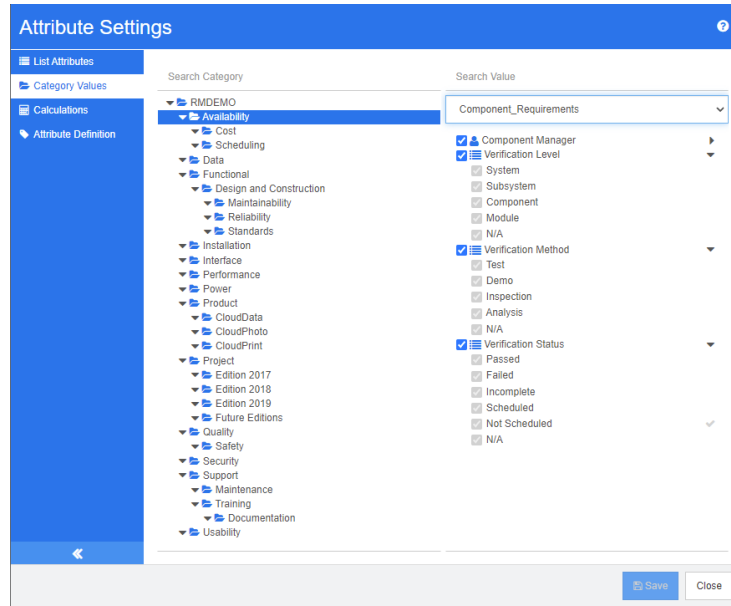 Attribute Settings
List Attributes
Category Values
Calculations
Attribute Definition
Search Category
RMDEMO
Availability
Cost
Scheduling
Data
Functional
Design and Construction
Maintainability
Reliability
Standards
Installation
Interface
Performance
Power
Product
CloudData
CloudPhoto
CloudPrint
Project
Edition 2017
Edition 2018
Edition 2019
Future Editions
Quality
Safety
Security
Support
Maintenance
Training
Documentation
Usability
Search Value
Component_Requirements
Component Manager
Verification Level
System
Subsystem
Component
Module
N/A
Verification Method
Test
Demo
Inspection
Analysis
N/A
Verification Status
Passed
Failed
Incomplete
Scheduled
Not Scheduled
N/A
Save
Close